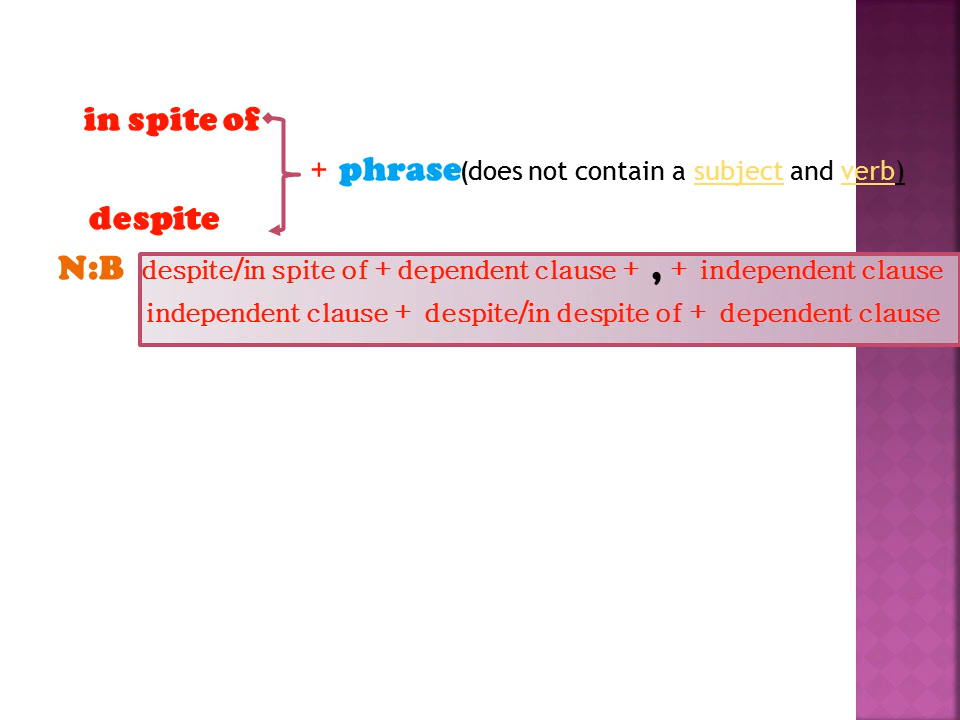 in spite of
+ phrase(does not contain a subject and verb)
despite
N:B despite/in spite of + dependent clause + , + independent clause
independent clause + despite/in despite of + dependent clause